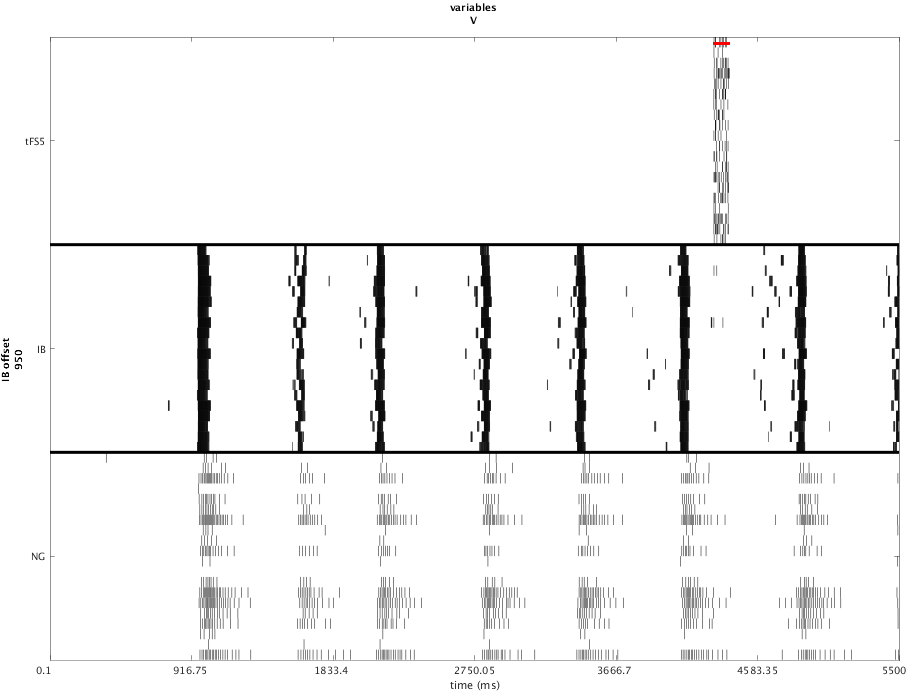 variables
V
tFS5
IB
NG
IB offset
950
0.1
916.75
1833.4
2750.05
3666.7
4583.35
5500
time (ms)